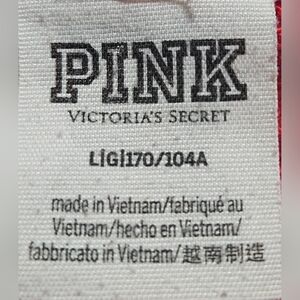 PINK
VICTORIA'S SECRET
L|G|170/104A
made in Vietnam/fabriqué au
Vietnam/hecho en Vietnam/
fabbricato in Vietnam/越南制造